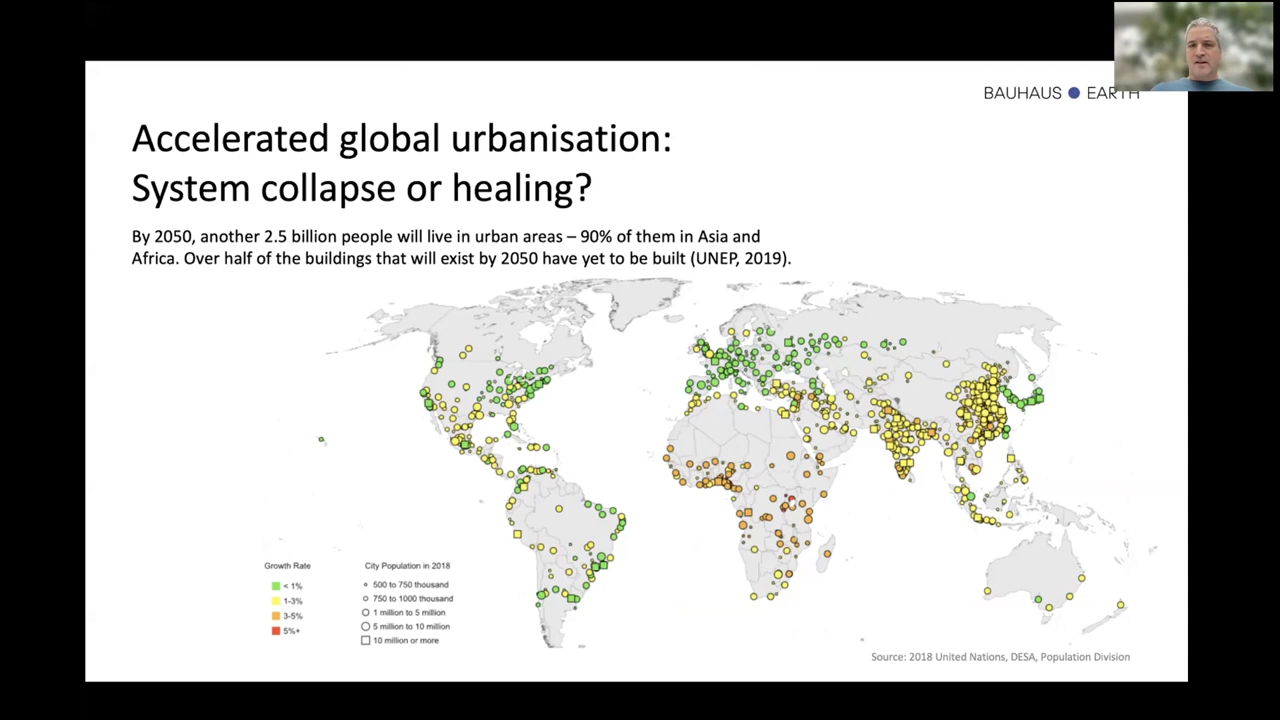 BAUHAUS EARTH
Accelerated global urbanisation:
System collapse or healing?
By 2050, another 2.5 billion people will live in urban areas – 90% of them in Asia and
Africa. Over half of the buildings that will exist by 2050 have yet to be built (UNEP, 2019).
Growth Rate
< 1%
1-3%
3-5%
5%+
City Population in 2018
500 to 750 thousand
750 to 1000 thousand
1 million to 5 million
5 million to 10 million
10 million or more
Source: 2018 United Nations, DESA, Population Division